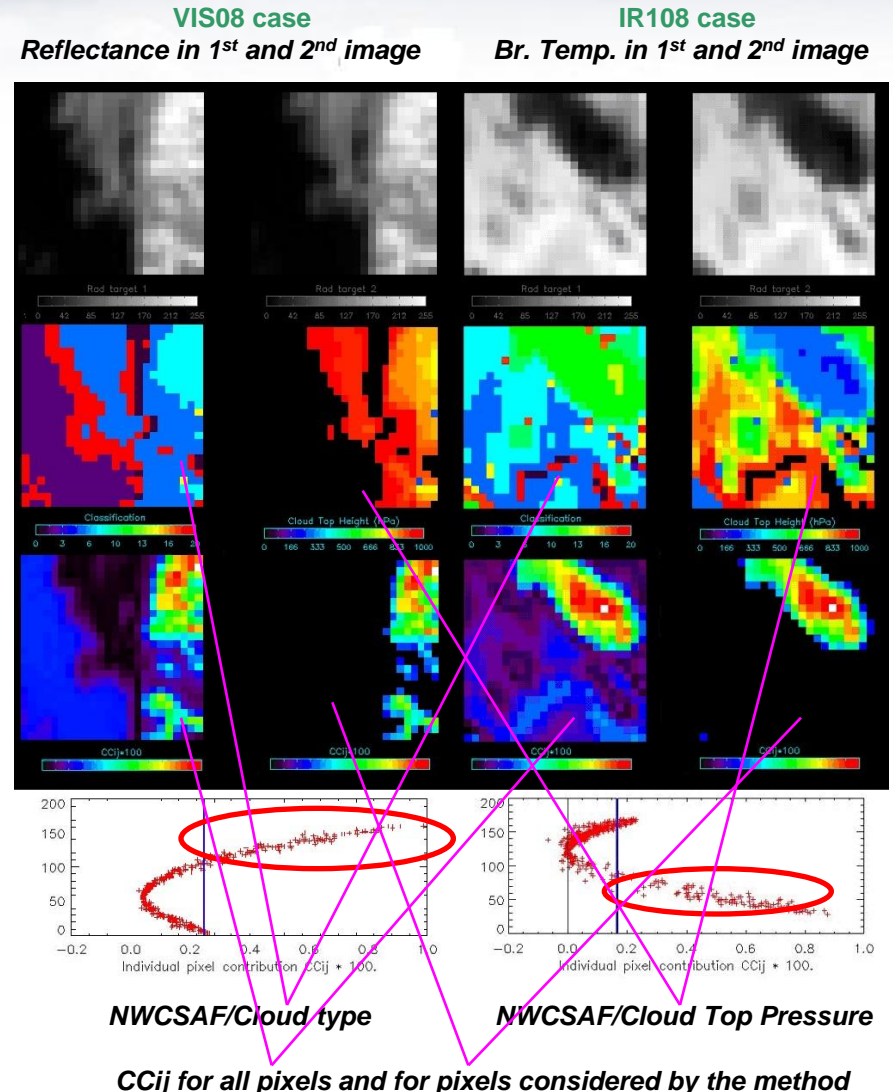 VIS08 case IR108 case
Reflectance in 1st and 2nd image Br. Temp. in 1st and 2nd image
Rad target 1 Rad target 2 Rad target 1 Rad target 2
0 42 85 127 170 212 255 0 42 85 127 170 212 255 0 42 85 127 170 212 255 0 42 85 127 170 212 255
Classification Cloud Top Height (hPa) Classification Cloud Top Height (hPa)
0 3 6 10 13 16 20 0 166 333 500 666 833 1000 0 3 6 10 13 16 20 0 166 333 500 666 833 1000
CCij*100 CCij*100 CCij*100 CCij*100
200 200
150 150
100 100
50 50
0 0
-0.2 0.0 0.2 0.4 0.6 0.8 1.0 -0.2 0.0 0.2 0.4 0.6 0.8 1.0
Individual pixel contribution CCij * 100. Individual pixel contribution CCij * 100.
NWCSAF/Cloud type NWCSAF/Cloud Top Pressure
CCij for all pixels and for pixels considered by the method